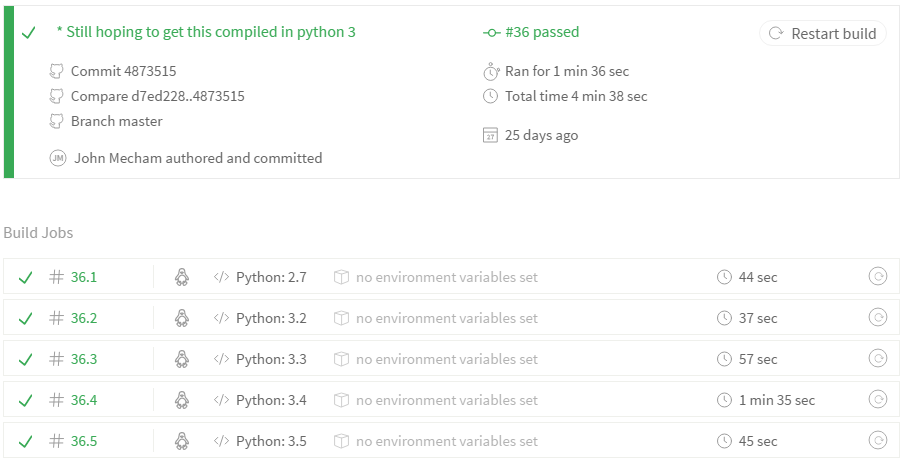 * Still hoping to get this compiled in python 3
#36 passed
Restart build
Commit 4873515
Compare d7ed228..4873515
Branch master
JM John Mecham authored and committed
Ran for 1 min 36 sec
Total time 4 min 38 sec
27 25 days ago
Build Jobs
# 36.1 </> Python: 2.7 no environment variables set 44 sec
# 36.2 </> Python: 3.2 no environment variables set 37 sec
# 36.3 </> Python: 3.3 no environment variables set 57 sec
# 36.4 </> Python: 3.4 no environment variables set 1 min 35 sec
# 36.5 </> Python: 3.5 no environment variables set 45 sec